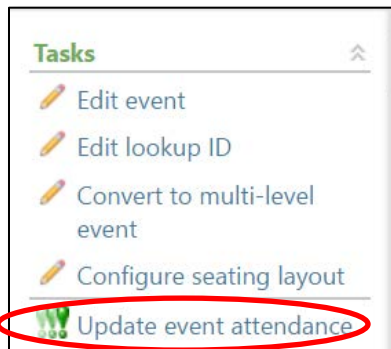 Tasks
Edit event
Edit lookup ID
Convert to multi-level
event
Configure seating layout
Update event attendance